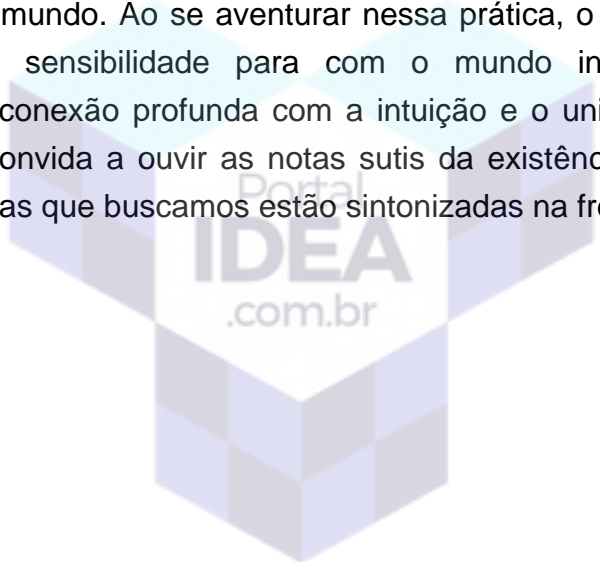 mundo. Ao se aventurar nessa prática, o
sensibilidade para com o mundo in
conexão profunda com a intuição e o uni
onvida a ouvir as notas sutis da existênc
Portal
as que buscamos estão sintonizadas na fre
IDEA
.com.br